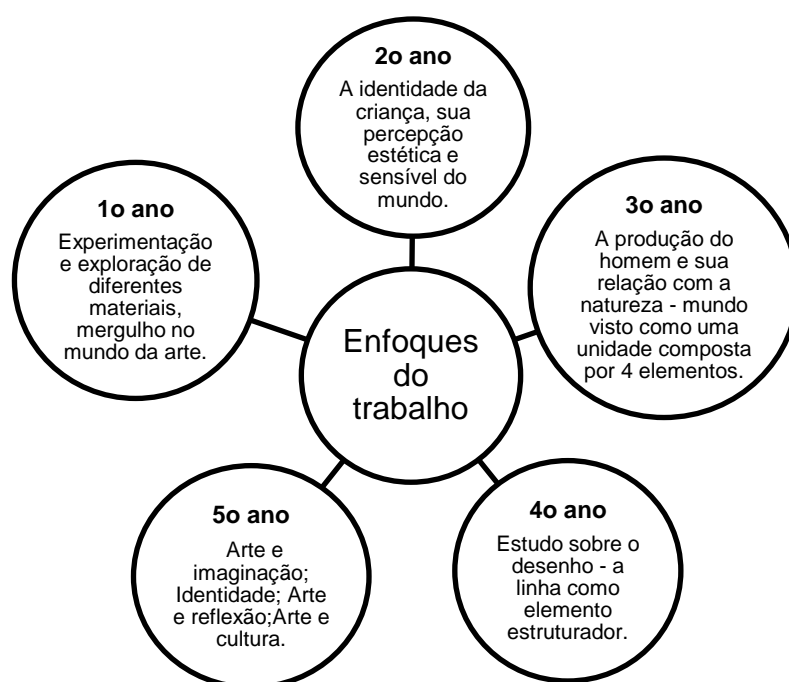 2o ano
A identidade da
criança, sua
percepção
estética e
sensível do
mundo.
1o ano
Experimentação
e exploração de
diferentes
materiais,
mergulho no
mundo da arte.
3o ano
A produção do
homem e sua
relação com a
natureza - mundo
visto como uma
unidade composta
por 4 elementos.
Enfoques
do
trabalho
5o ano
Arte e
imaginação;
Identidade; Arte
e reflexão;Arte e
cultura.
4o ano
Estudo sobre o
desenho - a
linha como
elemento
estruturador.